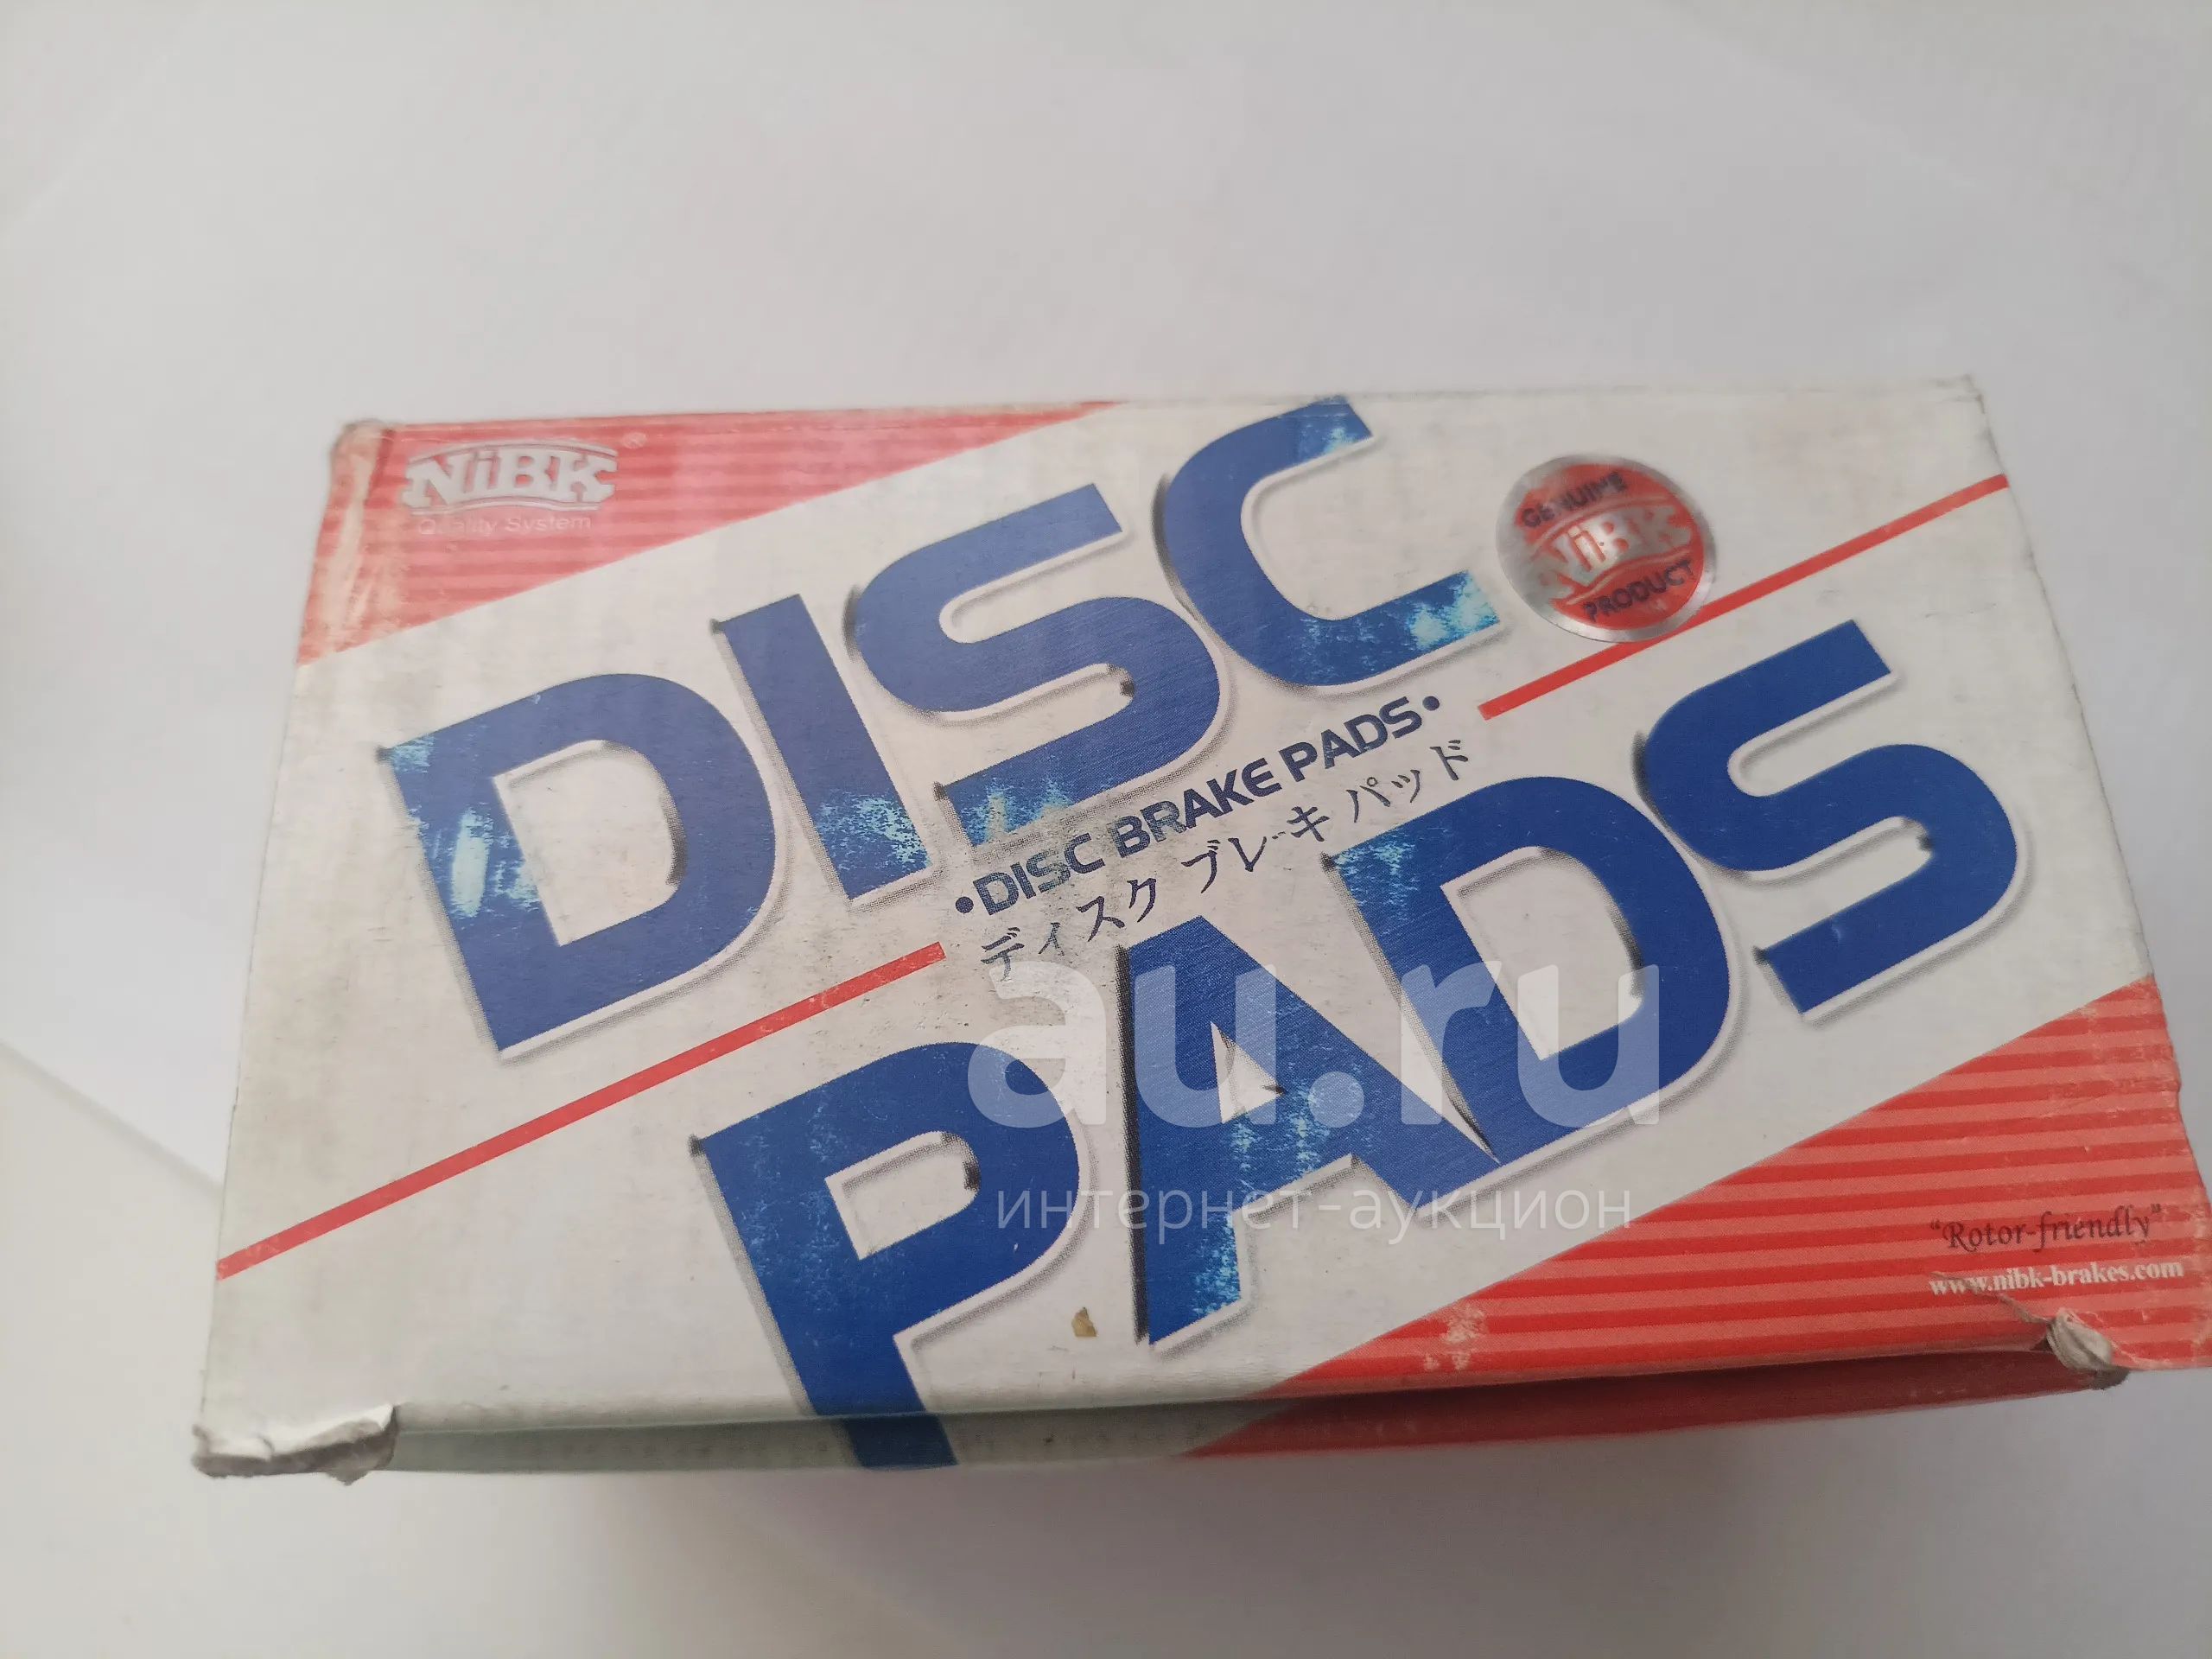 NiBK®
Quality System
DISC
GENUINE
NiBK
PRODUCT
•DISC BRAKE PADS•
ディスク ブレーキ パッド
PADS
au.ru
интернет-аукцион
"Rotor-friendly"
www.nibk-brakes.com